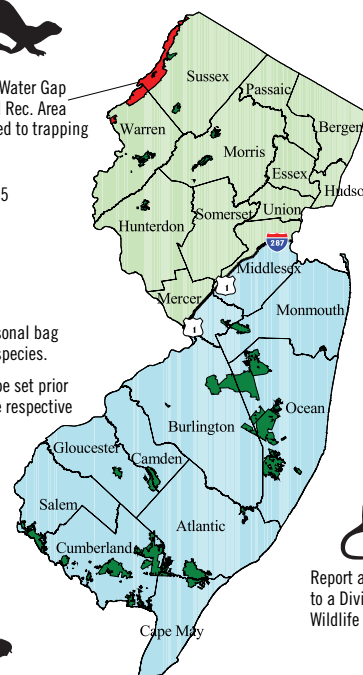 Water Gap
Rec. Area
ed to trapping
5
Sussex
Passaic
Bergen
Warren
Morris
Essex
Hudso
Hunterdon
Somerset
Union
287
Middlesex
1
Mercer
1
Monmouth
sonal bag
species.
be set prior
e respective
Ocean
Burlington
Gloucester
Camden
Salem
Atlantic
Cumberland
Cape May
Report a
to a Divi
Wildlife